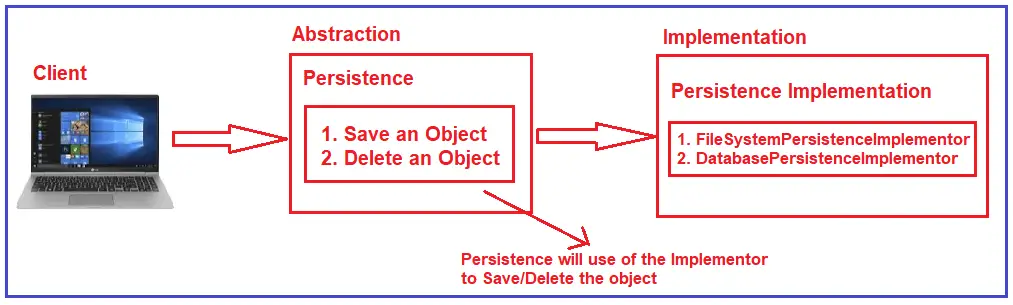 Client
Abstraction
Persistence
1. Save an Object
2. Delete an Object
Persistence will use of the Implementor
to Save/Delete the object
Implementation
Persistence Implementation
1. FileSystemPersistenceImplementor
2. DatabasePersistenceImplementor